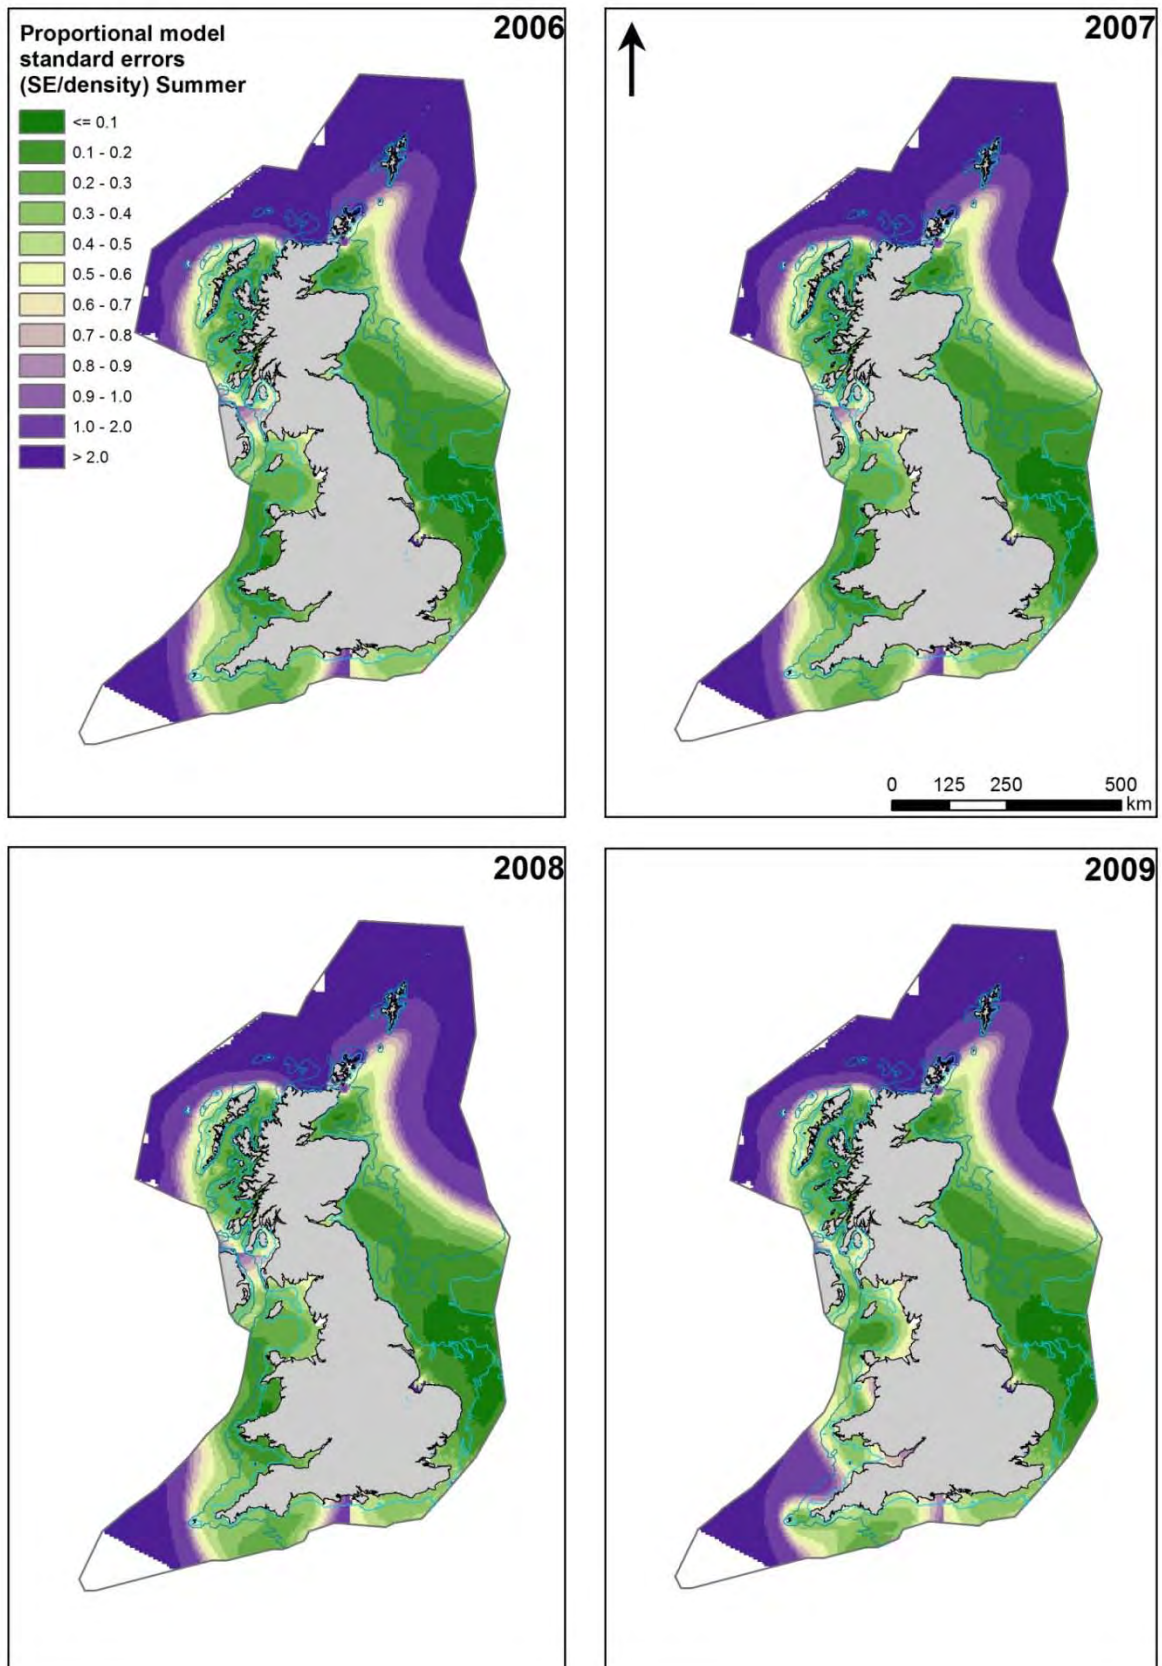 Proportional model
standard errors
(SE/density) Summer
<= 0.1
0.1 - 0.2
0.2 - 0.3
0.3 - 0.4
0.4 - 0.5
0.5 - 0.6
0.6 - 0.7
0.7 - 0.8
0.8 - 0.9
0.9 - 1.0
1.0 - 2.0
> 2.0
2006
2007
0 125 250 500
km
2008
2009